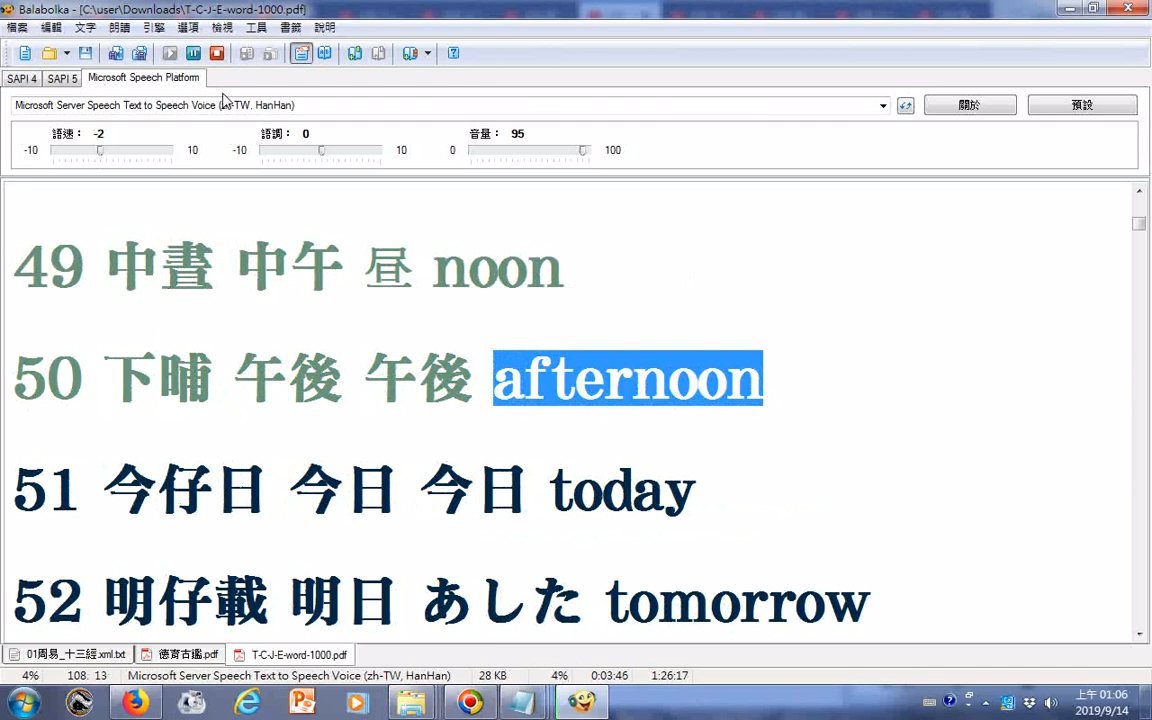 Balabolka - [C:\user\Downloads\T-C-J-E-word-1000.pdf]
檔案 編輯 文字 朗讀 引擎 選項 檢視 工具 書籤 說明
SAPI 4 SAPI 5 Microsoft Speech Platform
Microsoft Server Speech Text to Speech Voice (zh-TW, HanHan) 關於 預設
語速： -2 語調： 0 音量： 95
-10 10 -10 10 0 100
49 中晝 中午 昼 noon
50 下晡 午後 午後 afternoon
51 今仔日 今日 今日 today
52 明仔載 明日 あした tomorrow
01周易_十三經.xml.txt 德育古鑑.pdf T-C-J-E-word-1000.pdf
4% 108: 13 Microsoft Server Speech Text to Speech Voice (zh-TW, HanHan) 28 KB 4% 0:03:46 1:26:17
上午 01:06
2019/9/14